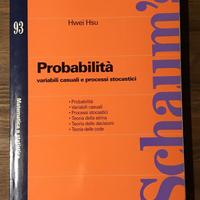 93
Matematica e statistica
Hwei Hsu
Probabilità
variabili casuali e processi stocastici
• Probabilità
• Variabili casuali
• Processi stocastici
• Teoria della stima
• Teoria delle decisioni
• Teoria delle code
Schaum's